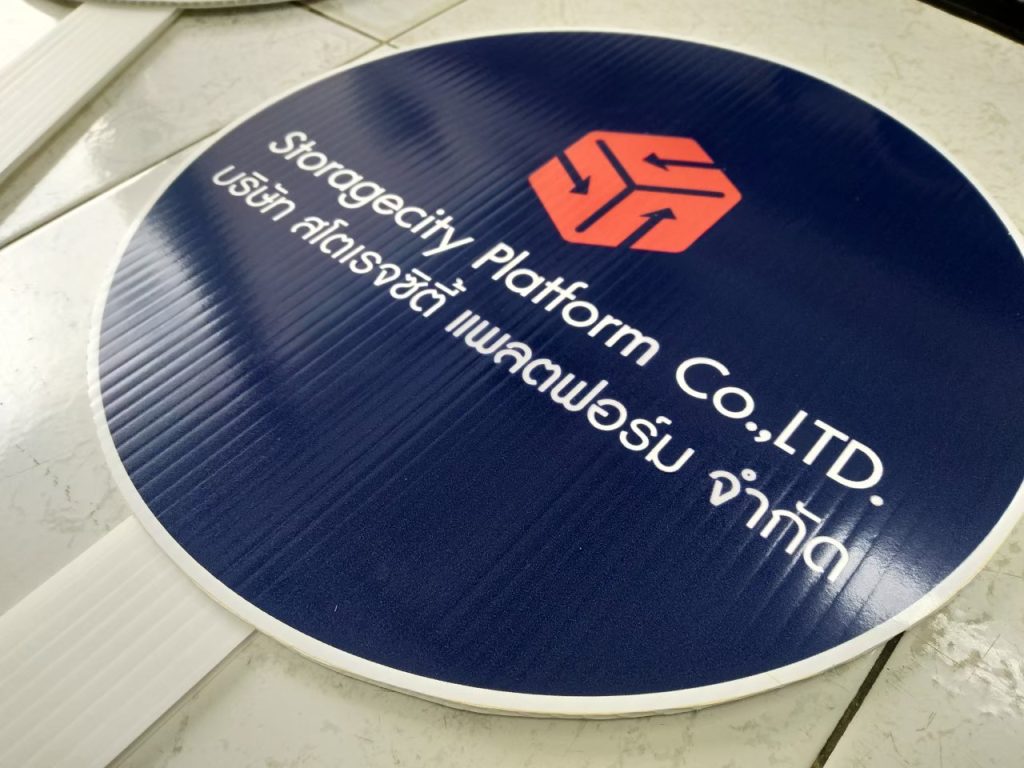 Storagecity Platform Co.,LTD.
บริษัท สโตเรจซิตี้ แพลตฟอร์ม จำกัด